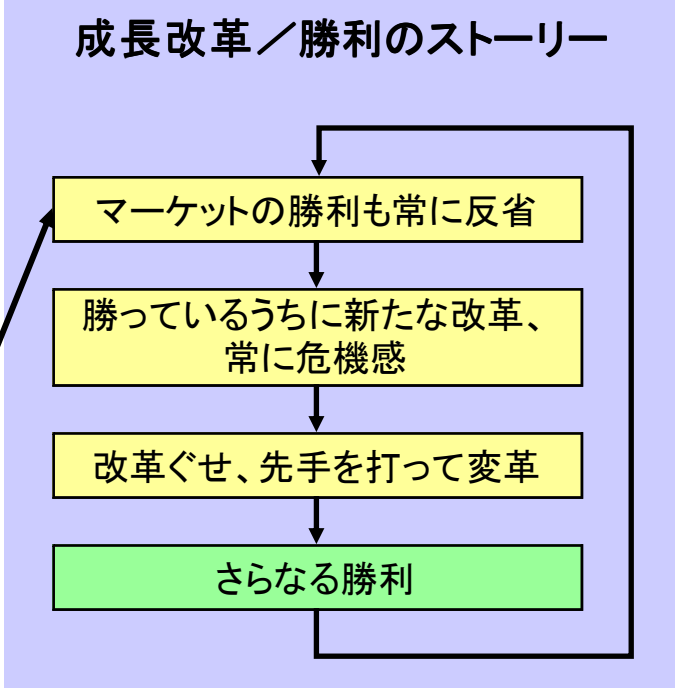 成長改革／勝利のストーリー
マーケットの勝利も常に反省
勝っているうちに新たな改革、
常に危機感
改革ぐせ、先手を打って変革
さらなる勝利